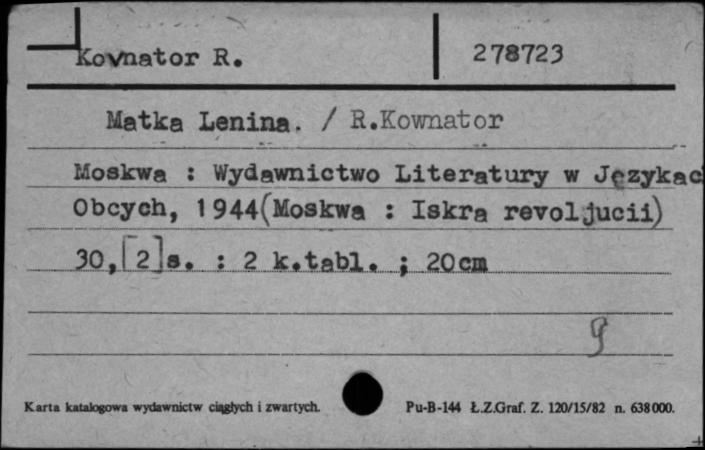 Kovnator R. 278723
Matka Lenina. / R.Kownator
Moskwa : Wydawnictwo Literatury w Językac
Obcych, 1944(Moskwa : Iskra revoljucii)
30,[2]s. : 2 k.tabl. ; 20cm
Karta katalogowa wydawnictw ciągłych i zwartych. Pu-B-144 Ł.Z.Graf. Z. 120/15/82 n. 638000.